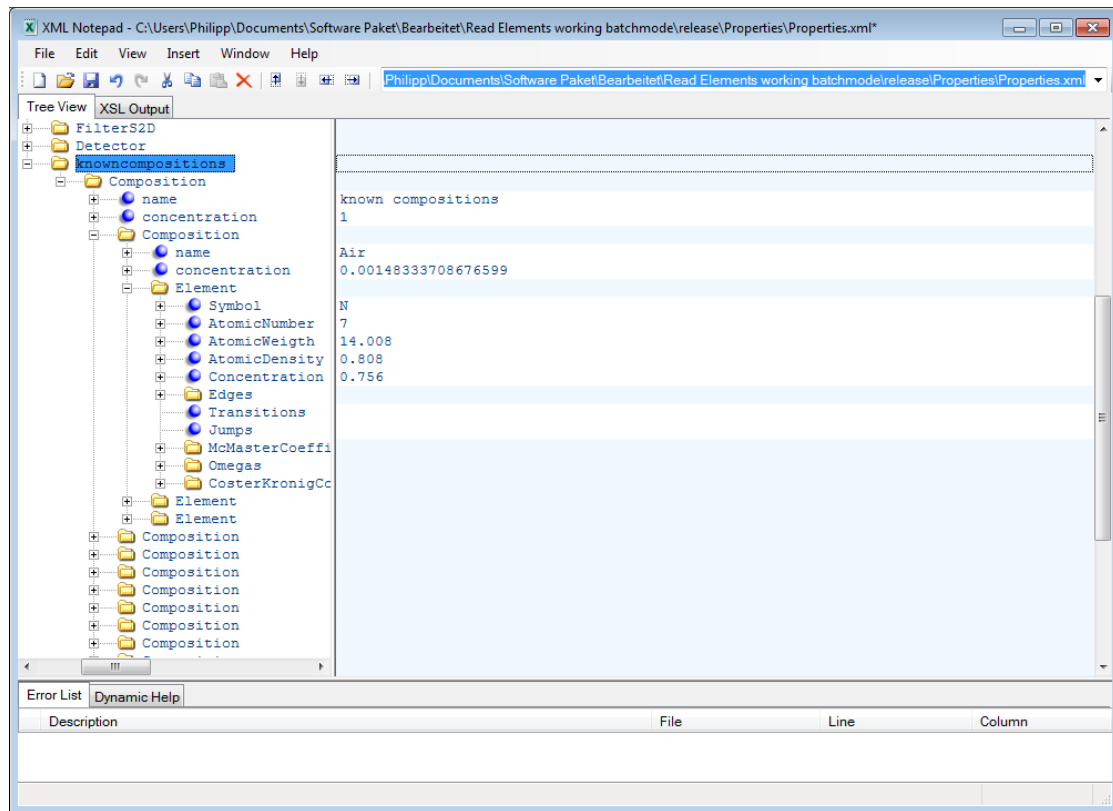 XML Notepad - C:\Users\Philipp\Documents\Software Paket\Bearbeitet\Read Elements working batchmode\release\Properties\Properties.xml*
File Edit View Insert Window Help
Philipp\Documents\Software Paket\Bearbeitet\Read Elements working batchmode\release\Properties\Properties.xml
Tree View XSL Output
FilterS2D
Detector
knowncompositions
Composition
name known compositions
concentration 1
Composition
name Air
concentration 0.00148333708676599
Element
Symbol N
AtomicNumber 7
AtomicWeigth 14.008
AtomicDensity 0.808
Concentration 0.756
Edges
Transitions
Jumps
McMasterCoeffi
Omegas
CosterKronigCo
Element
Element
Composition
Composition
Composition
Composition
Composition
Composition
Composition
Error List Dynamic Help
Description File Line Column